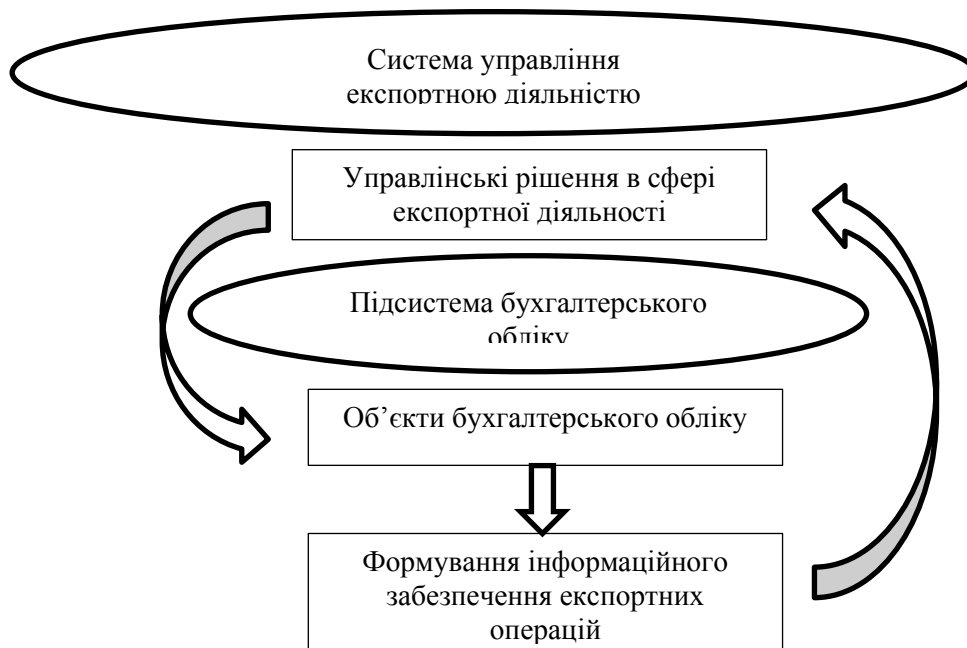 Система управління
експортною діяльністю
Управлінські рішення в сфері
експортної діяльності
Підсистема бухгалтерського
обліку
Об’єкти бухгалтерського обліку
Формування інформаційного
забезпечення експортних
операцій